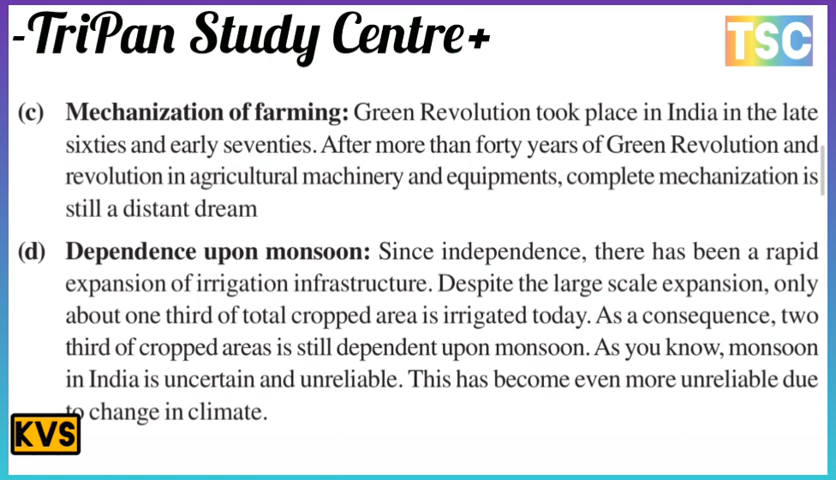 -TriPan Study Centre+
TSC
(c) Mechanization of farming: Green Revolution took place in India in the late
sixties and early seventies. After more than forty years of Green Revolution and
revolution in agricultural machinery and equipments, complete mechanization is
still a distant dream
(d) Dependence upon monsoon: Since independence, there has been a rapid
expansion of irrigation infrastructure. Despite the large scale expansion, only
about one third of total cropped area is irrigated today. As a consequence, two
third of cropped areas is still dependent upon monsoon. As you know, monsoon
in India is uncertain and unreliable. This has become even more unreliable due
to change in climate.
KVS